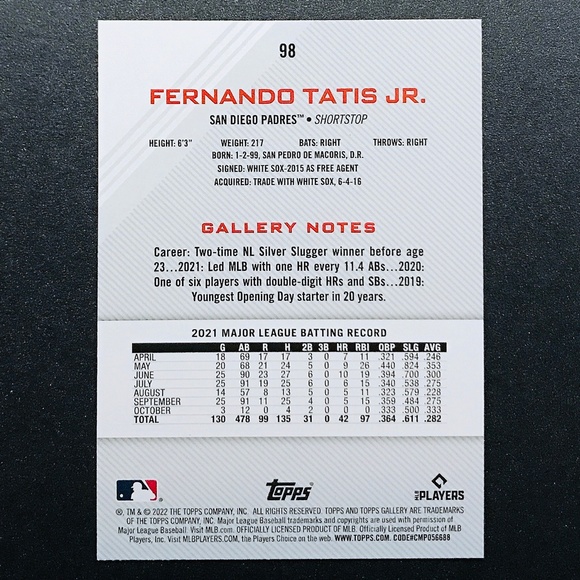 98
FERNANDO TATIS JR.
SAN DIEGO PADRES™ • SHORTSTOP
HEIGHT: 6'3" WEIGHT: 217 BATS: RIGHT THROWS: RIGHT
BORN: 1-2-99, SAN PEDRO DE MACORIS, D.R.
SIGNED: WHITE SOX-2015 AS FREE AGENT
ACQUIRED: TRADE WITH WHITE SOX, 6-4-16
GALLERY NOTES
Career: Two-time NL Silver Slugger winner before age
23...2021: Led MLB with one HR every 11.4 ABs...2020:
One of six players with double-digit HRs and SBs...2019:
Youngest Opening Day starter in 20 years.
2021 MAJOR LEAGUE BATTING RECORD
G AB R H 2B 3B HR RBI OBP SLG AVG
APRIL 18 69 17 17 3 0 7 11 .321 .594 .246
MAY 20 68 21 24 5 0 9 26 .440 .824 .353
JUNE 25 90 23 27 6 0 10 19 .394 .700 .300
JULY 25 91 19 25 6 0 6 15 .340 .538 .275
AUGUST 14 57 8 13 5 0 5 11 .323 .579 .228
SEPTEMBER 25 91 11 25 4 0 5 15 .359 .484 .275
OCTOBER 3 12 0 4 2 0 0 0 .333 .500 .333
TOTAL 130 478 99 135 31 0 42 97 .364 .611 .282
Topps
MLB PLAYERS
®, TM & © 2022 THE TOPPS COMPANY, INC. ALL RIGHTS RESERVED. TOPPS AND TOPPS GALLERY ARE TRADEMARKS
OF THE TOPPS COMPANY, INC. Major League Baseball trademarks and copyrights are used with permission of
Major League Baseball. Visit MLB.com. OFFICIALLY LICENSED PRODUCT OF MLB. Officially Licensed Product of MLB
Players, Inc. Visit MLBPLAYERS.com, the Players Choice on the web. WWW.TOPPS.COM. CODE#CMP056688